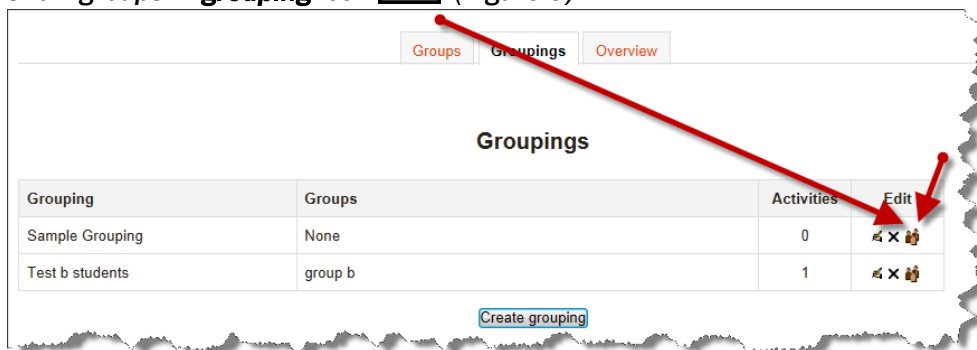 Groups Groupings Overview
Groupings
Grouping Groups Activities Edit
Sample Grouping None 0
Test b students group b 1
Create grouping